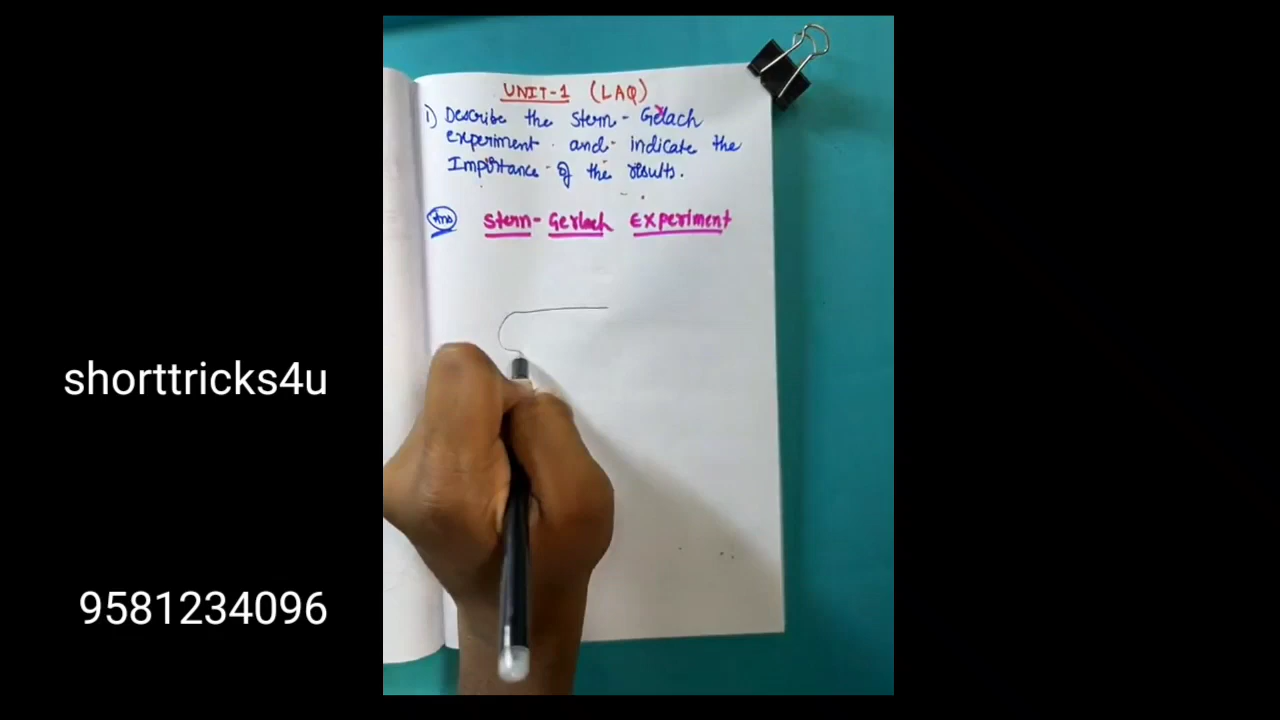 UNIT-1 (LAQ)
1) Describe the Stern-Gerlach
experiment and indicate the
Importance of the results.
Ans Stern-Gerlach Experiment
shorttricks4u
9581234096